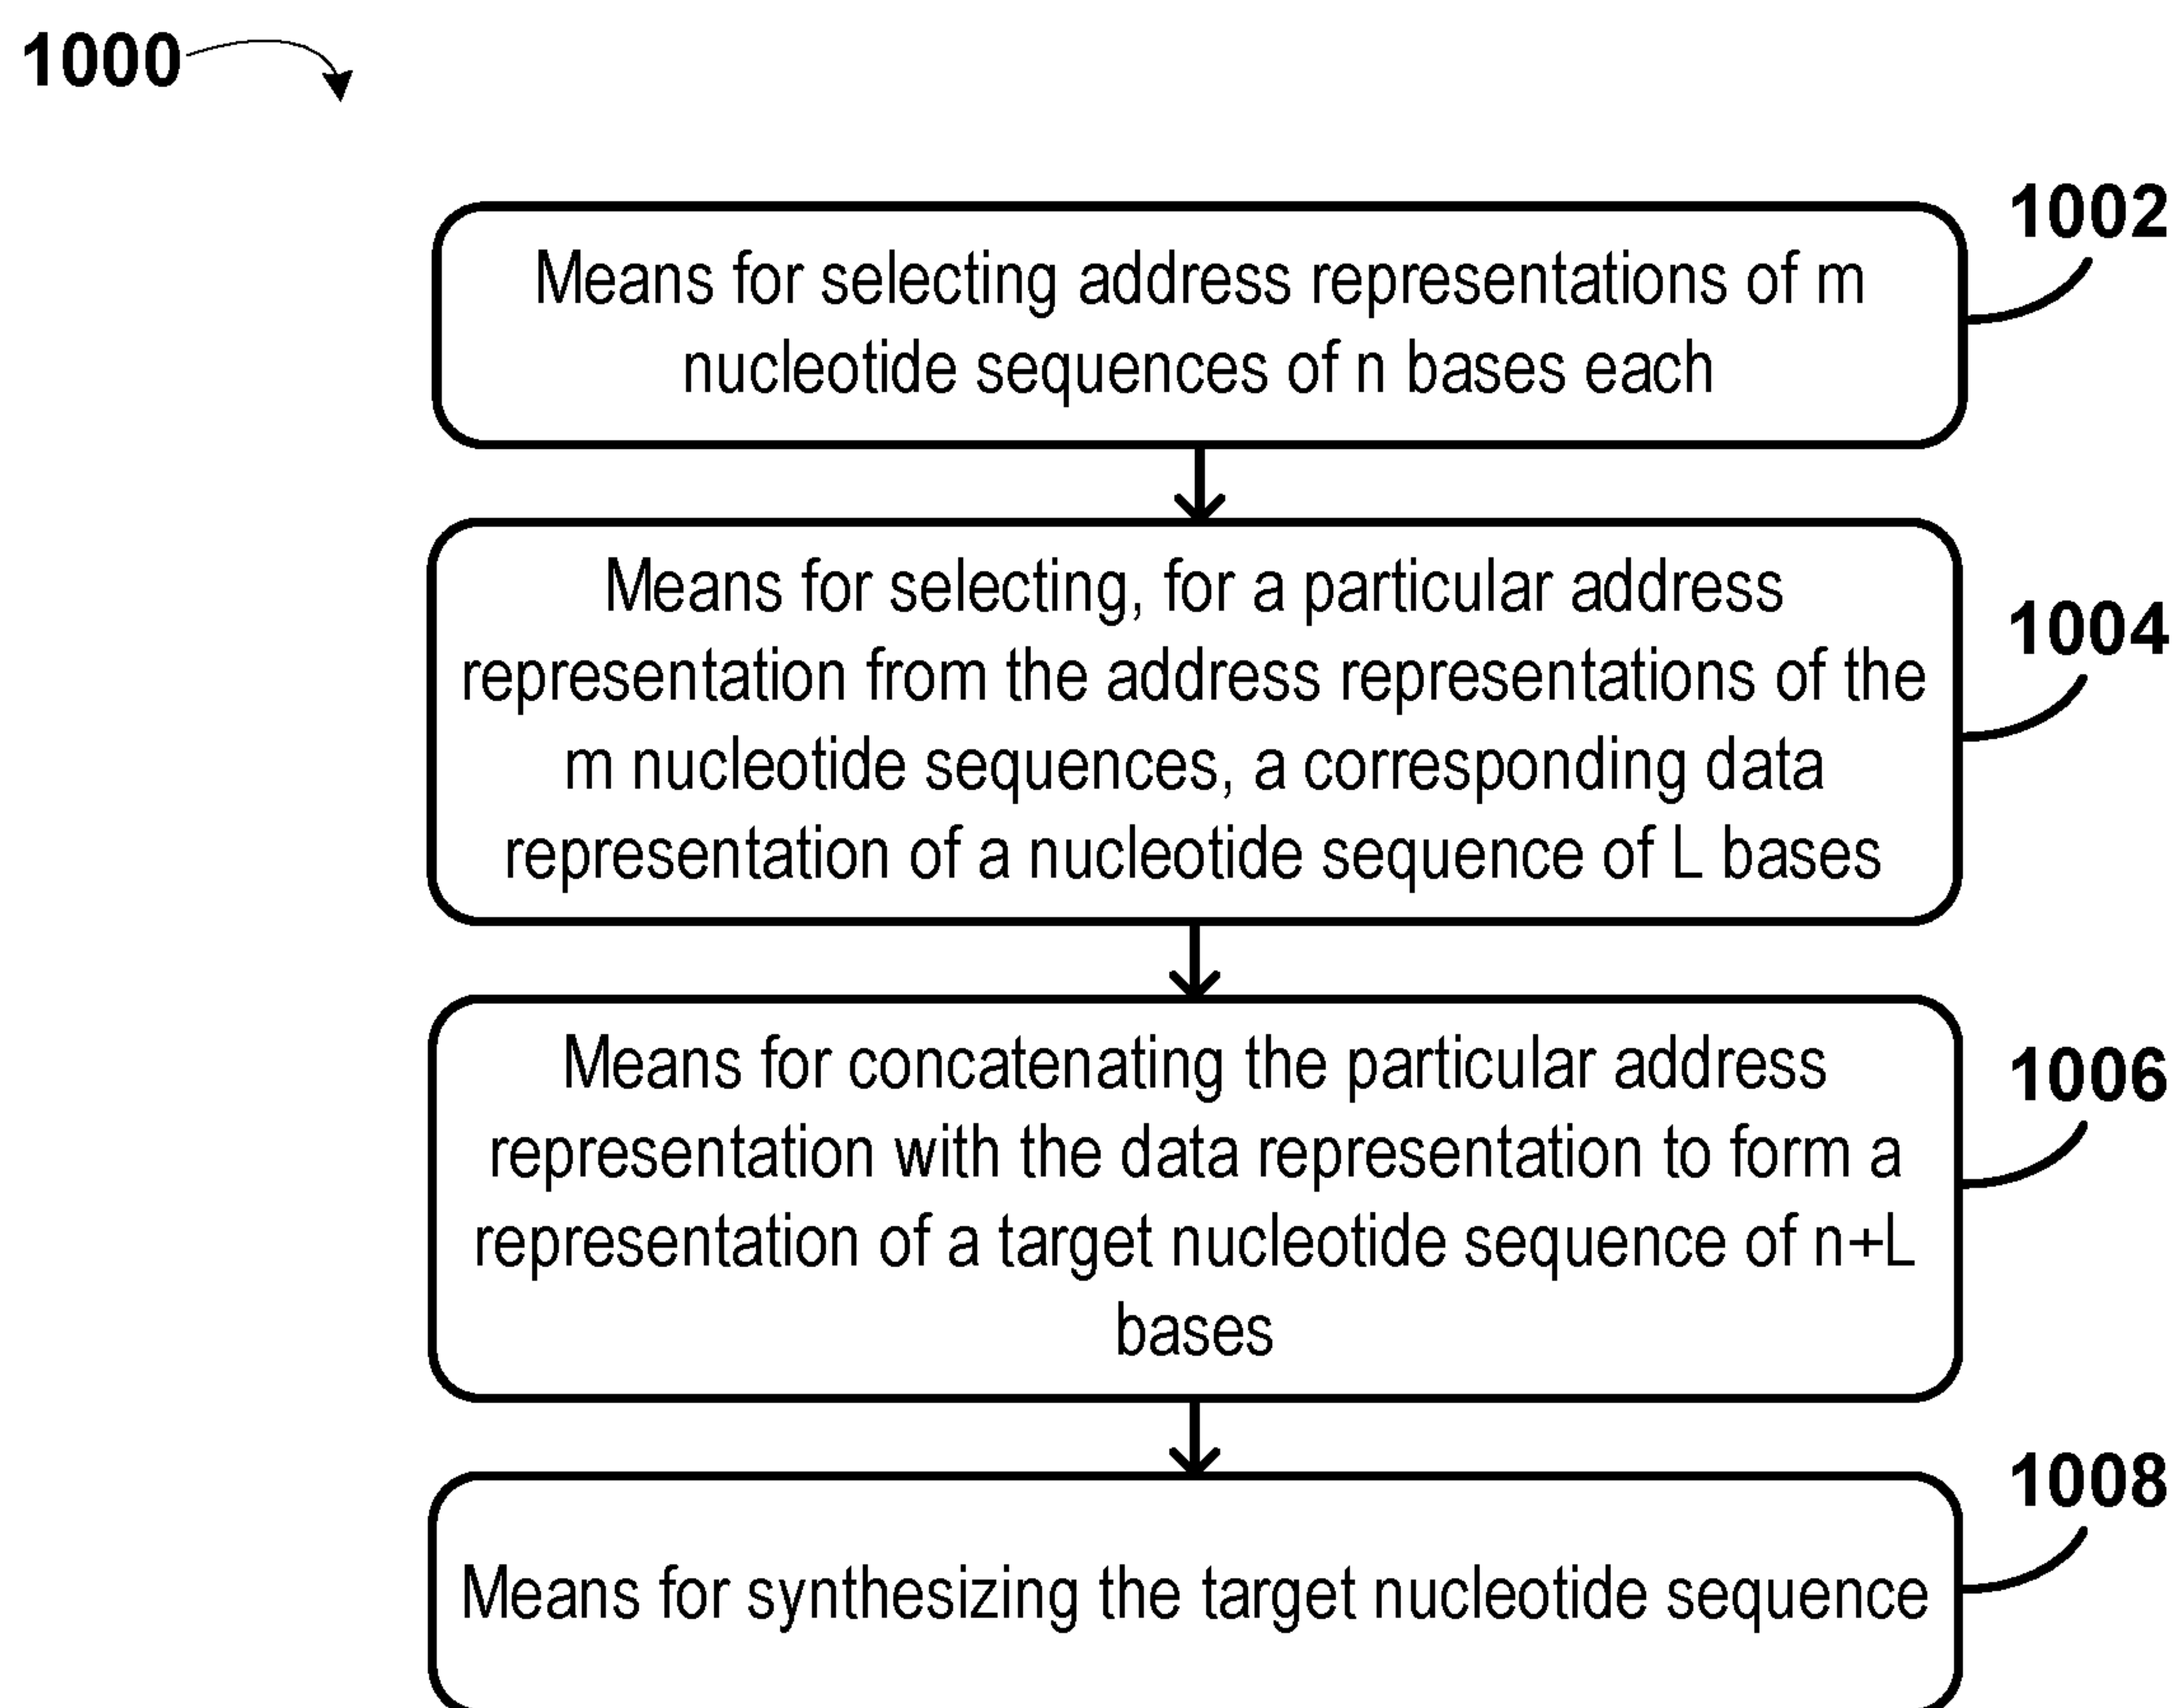 1000
1002
Means for selecting address representations of m
nucleotide sequences of n bases each
1004
Means for selecting, for a particular address
representation from the address representations of the
m nucleotide sequences, a corresponding data
representation of a nucleotide sequence of L bases
1006
Means for concatenating the particular address
representation with the data representation to form a
representation of a target nucleotide sequence of n+L
bases
1008
Means for synthesizing the target nucleotide sequence